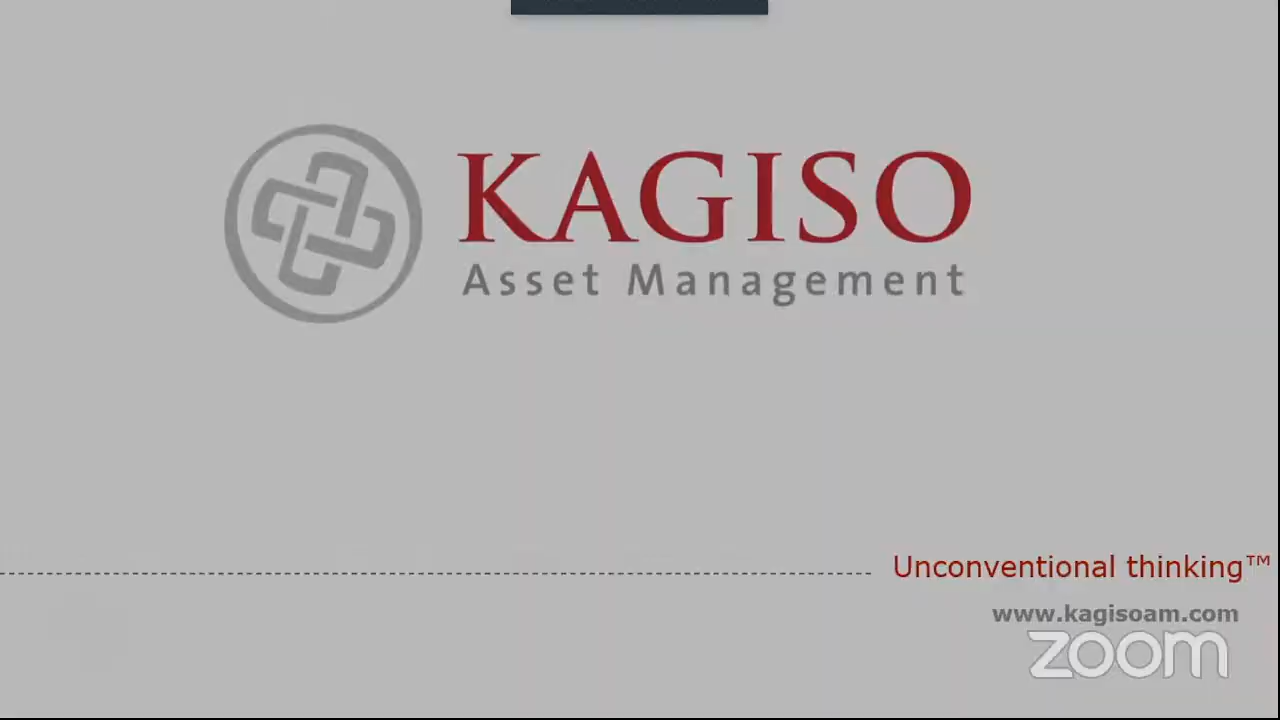 KAGISO
Asset Management
Unconventional thinking™
www.kagisoam.com
zoom